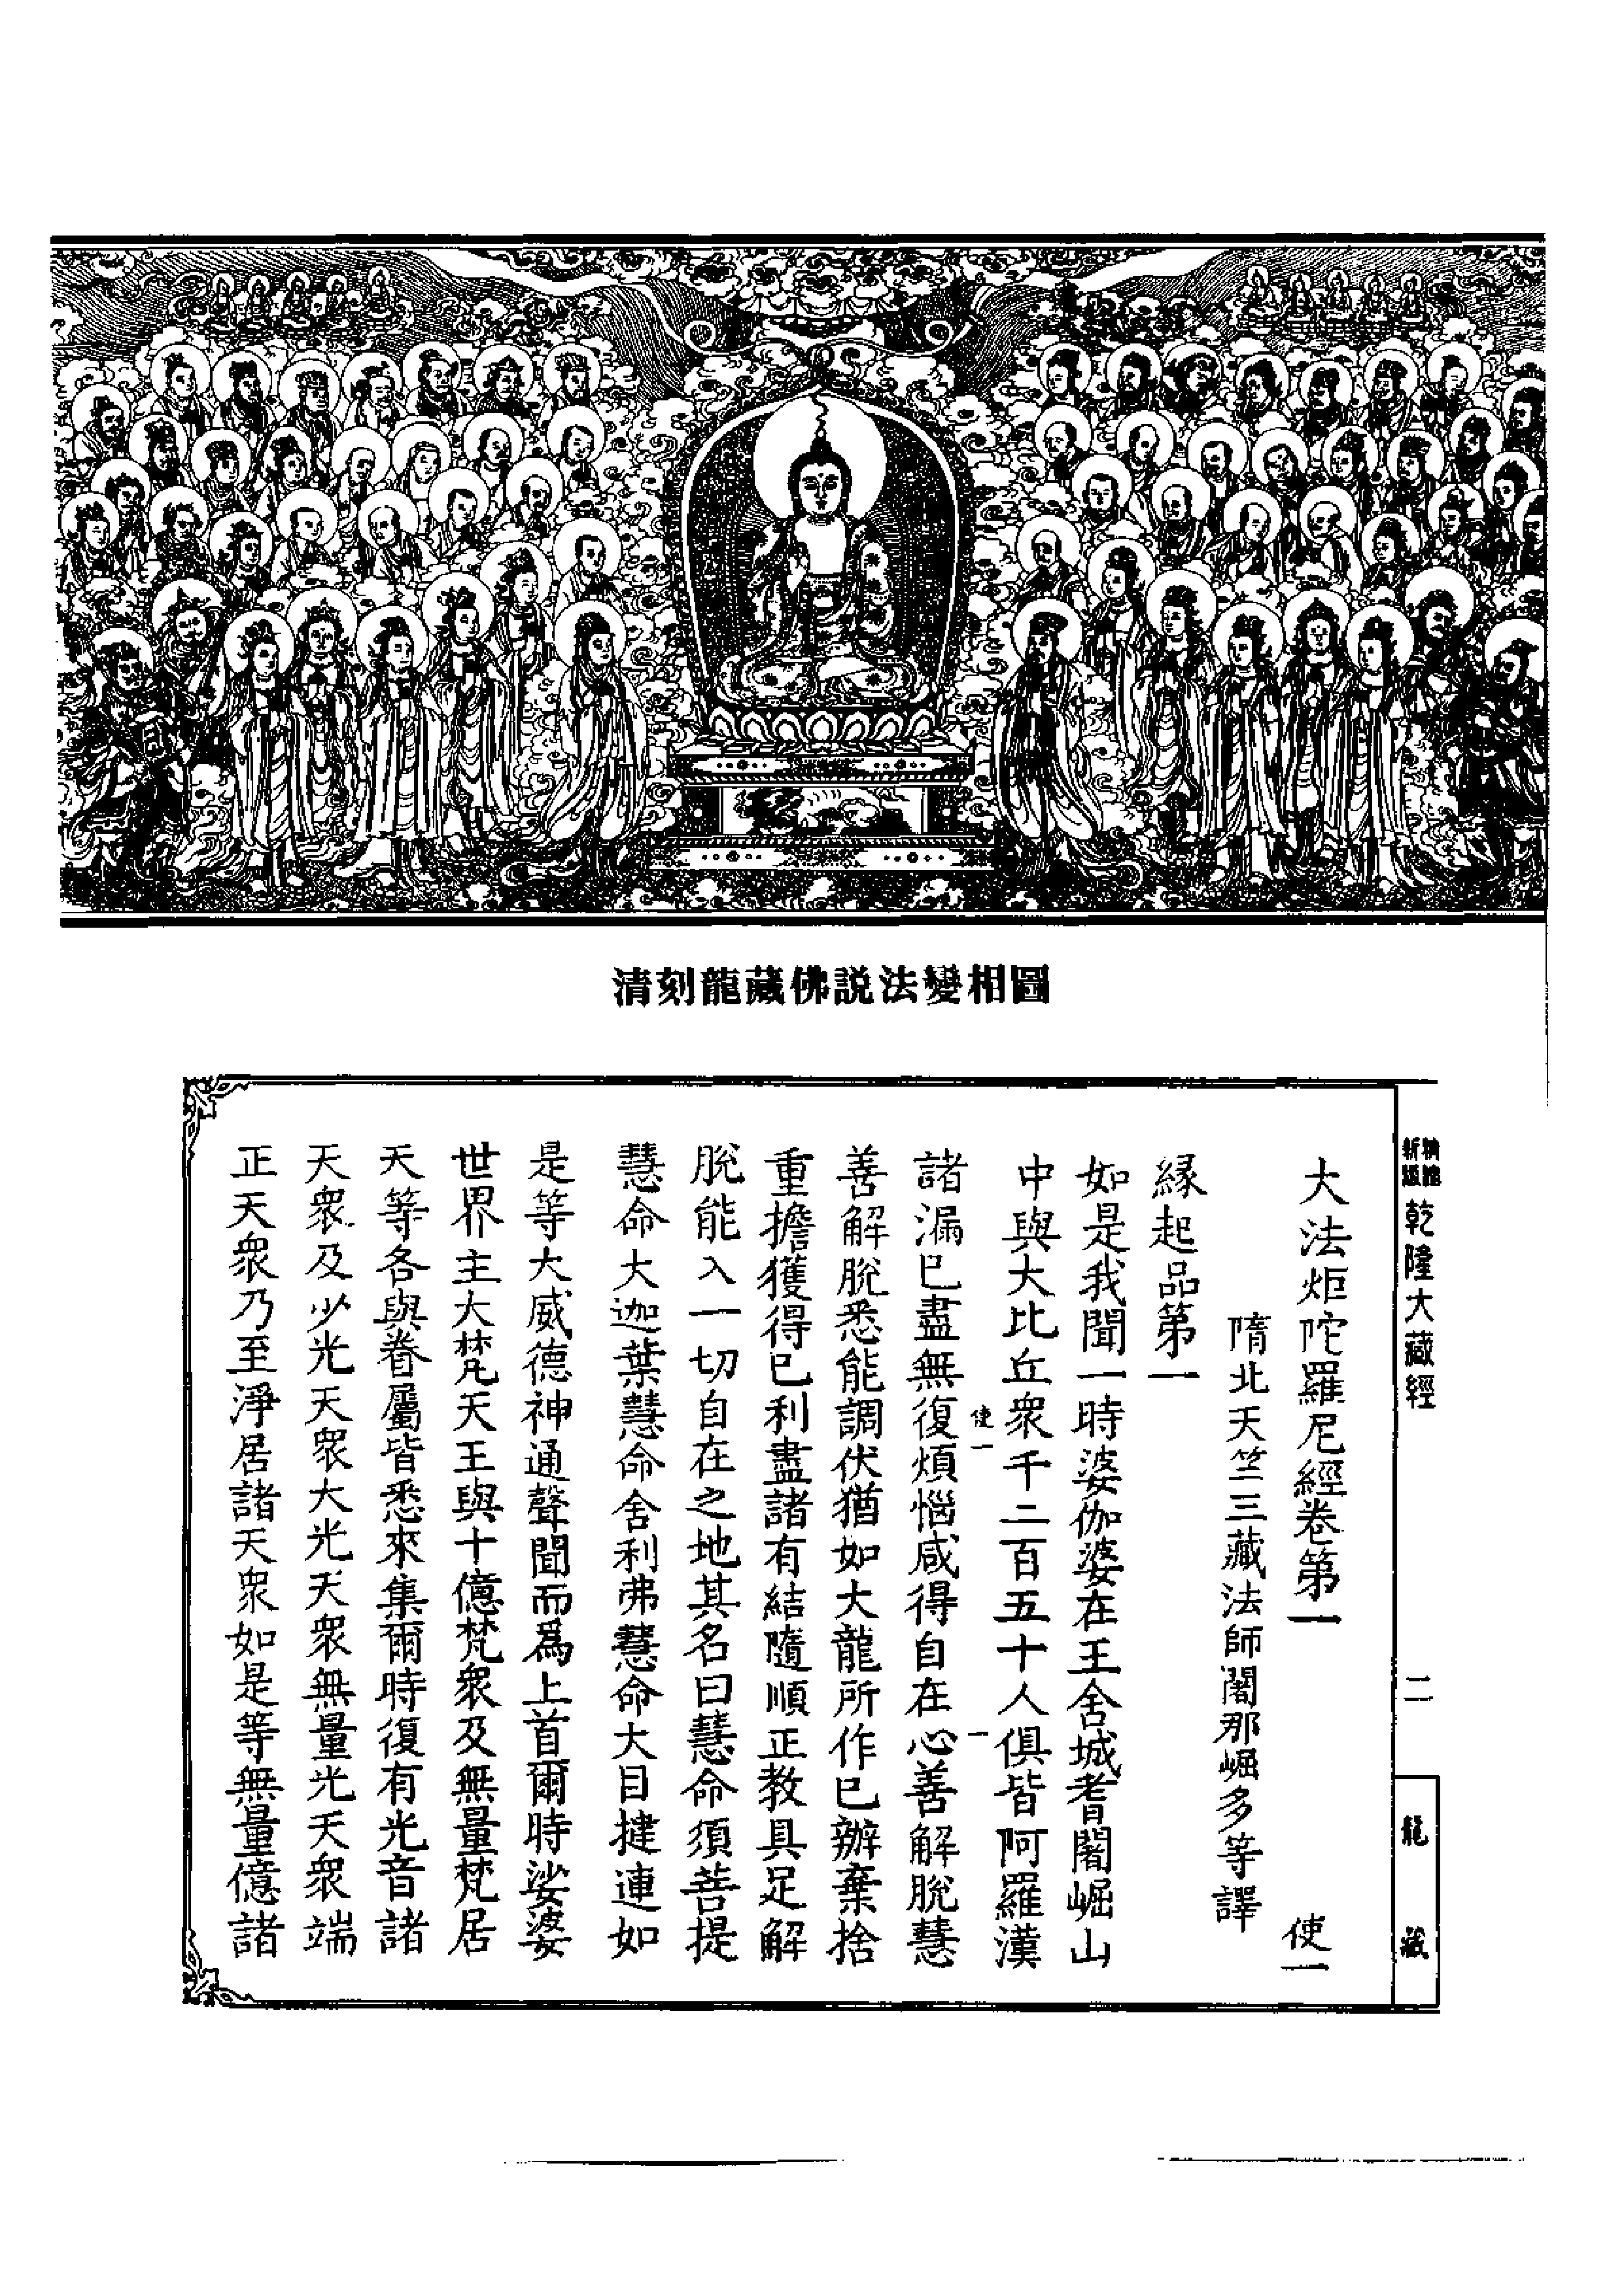 清刻龍藏佛説法變相圖
新版
精縮
乾隆大藏經
二
龍藏
大法炬陀羅尼經卷第一 使一
隋北天竺三藏法師闍那崛多等譯
縁起品第一
如是我聞一時婆伽婆在王舍城耆闍崛山
中與大比丘衆千二百五十人俱皆阿羅漢
使一 一
諸漏已盡無復煩惱咸得自在心善解脫慧
善解脫悉能調伏猶如大龍所作已辦棄捨
重擔獲得已利盡諸有結隨順正教具足解
脫能入一切自在之地其名曰慧命須菩提
慧命大迦葉慧命舍利弗慧命大目揵連如
是等大威德神通聲聞而爲上首爾時娑婆
世界主大梵天王與十億梵衆及無量梵居
天等各與眷屬皆悉來集爾時復有光音諸
天衆及少光天衆大光天衆無量光天衆端
正天衆乃至淨居諸天衆如是等無量億諸